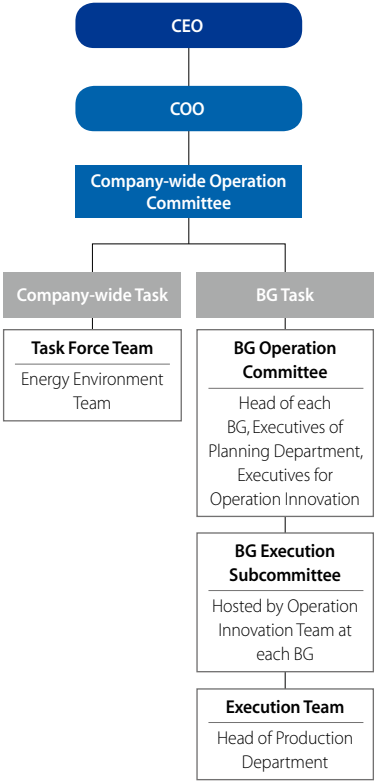 CEO
COO
Company-wide Operation
Committee
Company-wide Task
Task Force Team
Energy Environment
Team
BG Task
BG Operation
Committee
Head of each
BG, Executives of
Planning Department,
Executives for
Operation Innovation
BG Execution
Subcommittee
Hosted by Operation
Innovation Team at
each BG
Execution Team
Head of Production
Department